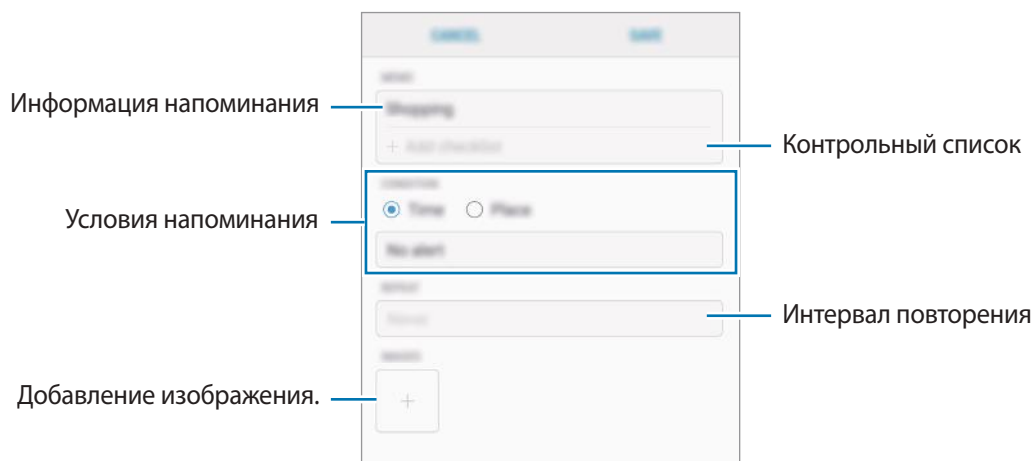 CANCEL SAVE
Информация напоминания
Shopping
+ Add checklist
Контрольный список
Условия напоминания
Time Place
No alert
Интервал повторения
Добавление изображения.
+